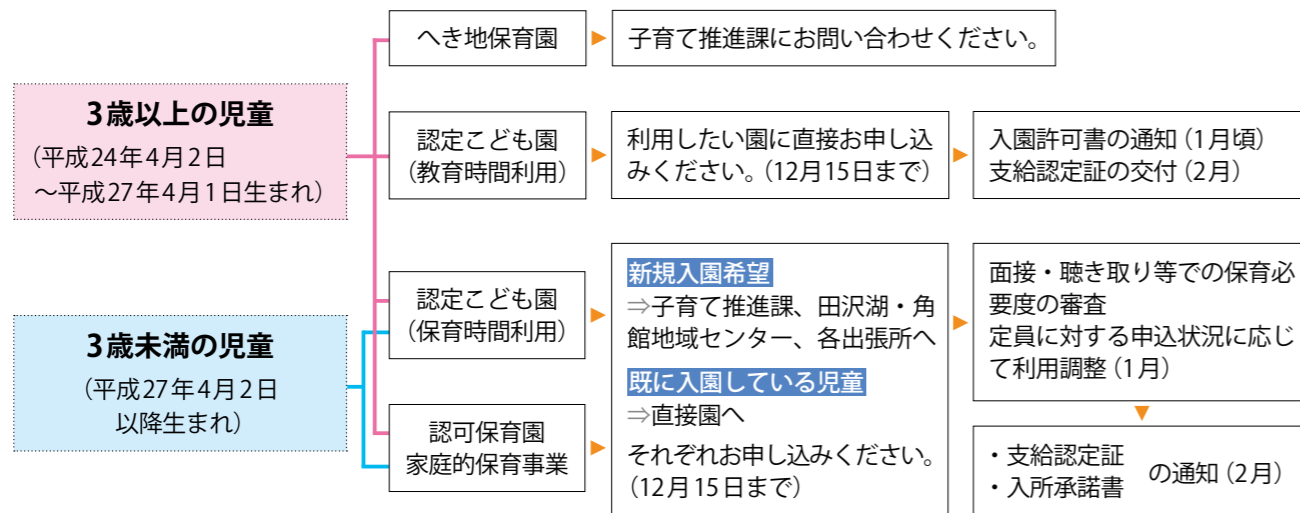 3歳以上の児童
（平成24年4月2日
～平成27年4月1日生まれ）
3歳未満の児童
（平成27年4月2日
以降生まれ）
へき地保育園
子育て推進課にお問い合わせください。
認定こども園
（教育時間利用）
利用したい園に直接お申し込
みください。（12月15日まで）
入園許可書の通知（1月頃）
支給認定証の交付（2月）
認定こども園
（保育時間利用）
認可保育園
家庭的保育事業
新規入園希望
⇒子育て推進課、田沢湖・角
館地域センター、各出張所へ
既に入園している児童
⇒直接園へ
それぞれお申し込みください。
（12月15日まで）
面接・聴き取り等での保育必
要度の審査
定員に対する申込状況に応じ
て利用調整（1月）
・支給認定証
・入所承諾書
の通知（2月）